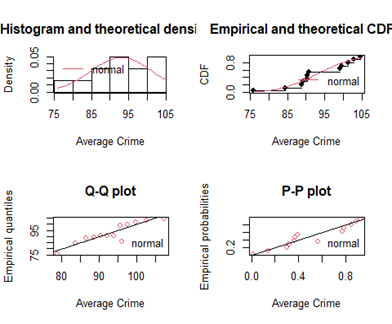 Histogram and theoretical densi
Density
0.00 0.05
normal
75 85 95 105
Average Crime
Empirical and theoretical CDF
CDF
0.0 0.8
normal
75 85 95 105
Average Crime
Q-Q plot
Empirical quantiles
75 95
normal
80 90 100
Average Crime
P-P plot
Empirical probabilities
0.2
normal
0.0 0.4 0.8
Average Crime